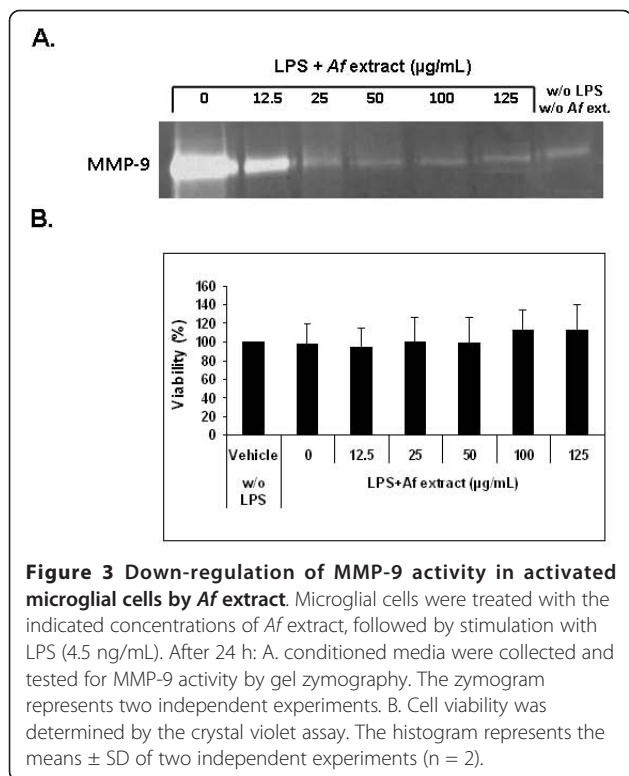 A.
LPS + Af extract (µg/mL)
0 12.5 25 50 100 125 w/o LPS
w/o Af ext.
MMP-9
B.
160
140
120
100
80
60
40
20
0
Viability (%)
Vehicle 0 12.5 25 50 100 125
w/o
LPS
LPS+Af extract (µg/mL)
Figure 3 Down-regulation of MMP-9 activity in activated
microglial cells by Af extract. Microglial cells were treated with the
indicated concentrations of Af extract, followed by stimulation with
LPS (4.5 ng/mL). After 24 h: A. conditioned media were collected and
tested for MMP-9 activity by gel zymography. The zymogram
represents two independent experiments. B. Cell viability was
determined by the crystal violet assay. The histogram represents the
means ± SD of two independent experiments (n = 2).